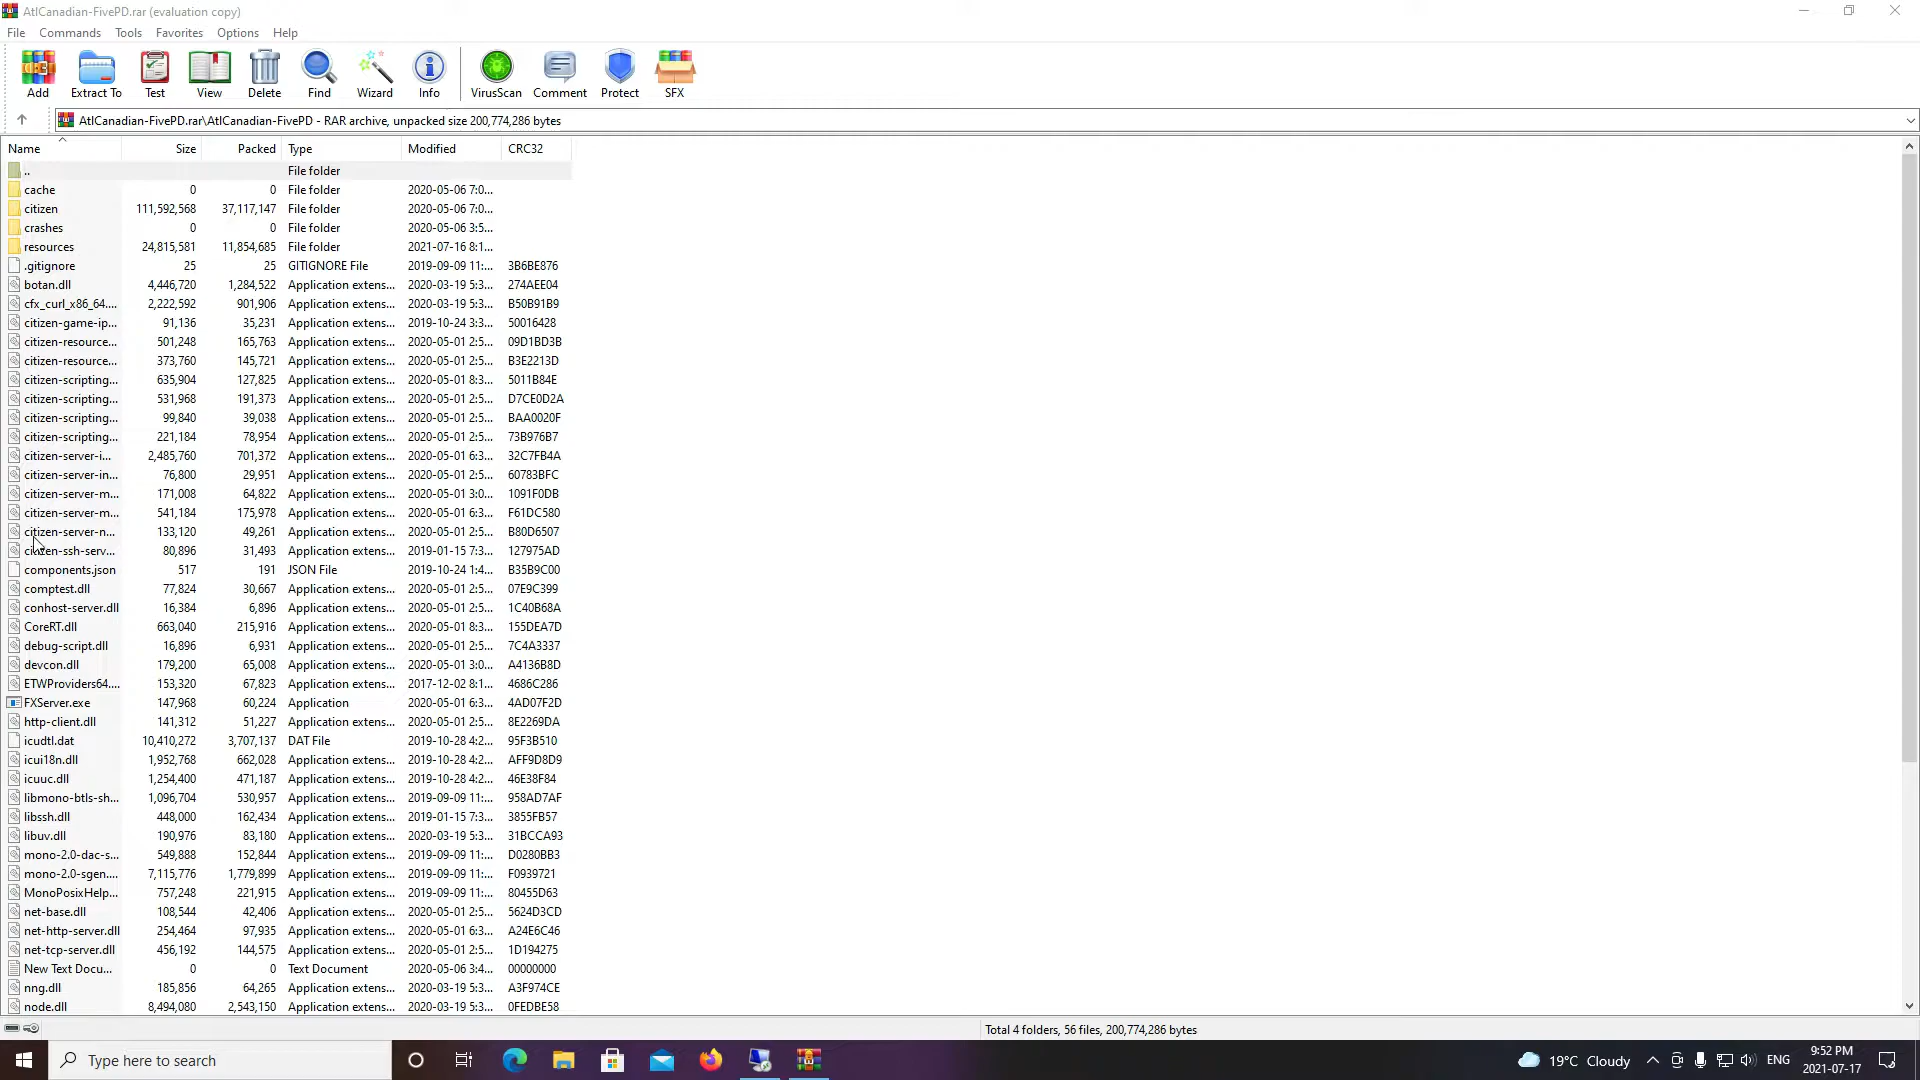 AtlCanadian-FivePD.rar (evaluation copy)
File Commands Tools Favorites Options Help
Add Extract To Test View Delete Find Wizard Info VirusScan Comment Protect SFX
AtlCanadian-FivePD.rar\AtlCanadian-FivePD - RAR archive, unpacked size 200,774,286 bytes
Name Size Packed Type Modified CRC32
.. File folder
cache 0 0 File folder 2020-05-06 7:0...
citizen 111,592,568 37,117,147 File folder 2020-05-06 7:0...
crashes 0 0 File folder 2020-05-06 3:5...
resources 24,815,581 11,854,685 File folder 2021-07-16 8:1...
.gitignore 25 25 GITIGNORE File 2019-09-09 11:... 3B6BE876
botan.dll 4,446,720 1,284,522 Application extens... 2020-03-19 5:3... 274AEE04
cfx_curl_x86_64.... 2,222,592 901,906 Application extens... 2020-03-19 5:3... B50B91B9
citizen-game-ip... 91,136 35,231 Application extens... 2019-10-24 3:3... 50016428
citizen-resource... 501,248 165,763 Application extens... 2020-05-01 2:5... 09D1BD3B
citizen-resource... 373,760 145,721 Application extens... 2020-05-01 2:5... B3E2213D
citizen-scripting... 635,904 127,825 Application extens... 2020-05-01 8:3... 5011B84E
citizen-scripting... 531,968 191,373 Application extens... 2020-05-01 2:5... D7CE0D2A
citizen-scripting... 99,840 39,038 Application extens... 2020-05-01 2:5... BAA0020F
citizen-scripting... 221,184 78,954 Application extens... 2020-05-01 2:5... 73B976B7
citizen-server-i... 2,485,760 701,372 Application extens... 2020-05-01 6:3... 32C7FB4A
citizen-server-in... 76,800 29,951 Application extens... 2020-05-01 2:5... 60783BFC
citizen-server-m... 171,008 64,822 Application extens... 2020-05-01 3:0... 1091F0DB
citizen-server-m... 541,184 175,978 Application extens... 2020-05-01 6:3... F61DC580
citizen-server-n... 133,120 49,261 Application extens... 2020-05-01 2:5... B80D6507
citizen-ssh-serv... 80,896 31,493 Application extens... 2019-01-15 7:3... 127975AD
components.json 517 191 JSON File 2019-10-24 1:4... B35B9C00
comptest.dll 77,824 30,667 Application extens... 2020-05-01 2:5... 07E9C399
conhost-server.dll 16,384 6,896 Application extens... 2020-05-01 2:5... 1C40B68A
CoreRT.dll 663,040 215,916 Application extens... 2020-05-01 8:3... 155DEA7D
debug-script.dll 16,896 6,931 Application extens... 2020-05-01 2:5... 7C4A3337
devcon.dll 179,200 65,008 Application extens... 2020-05-01 3:0... A4136B8D
ETWProviders64.... 153,320 67,823 Application extens... 2017-12-02 8:1... 4686C286
FXServer.exe 147,968 60,224 Application 2020-05-01 6:3... 4AD07F2D
http-client.dll 141,312 51,227 Application extens... 2020-05-01 2:5... 8E2269DA
icudtl.dat 10,410,272 3,707,137 DAT File 2019-10-28 4:2... 95F3B510
icui18n.dll 1,952,768 662,028 Application extens... 2019-10-28 4:2... AFF9D8D9
icuuc.dll 1,254,400 471,187 Application extens... 2019-10-28 4:2... 46E38F84
libmono-btls-sh... 1,096,704 530,957 Application extens... 2019-09-09 11:... 958AD7AF
libssh.dll 448,000 162,434 Application extens... 2019-01-15 7:3... 3855FB57
libuv.dll 190,976 83,180 Application extens... 2020-03-19 5:3... 31BCCA93
mono-2.0-dac-s... 549,888 152,844 Application extens... 2019-09-09 11:... D0280BB3
mono-2.0-sgen.... 7,115,776 1,779,899 Application extens... 2019-09-09 11:... F0939721
MonoPosixHelp... 757,248 221,915 Application extens... 2019-09-09 11:... 80455D63
net-base.dll 108,544 42,406 Application extens... 2020-05-01 2:5... 5624D3CD
net-http-server.dll 254,464 97,935 Application extens... 2020-05-01 6:3... A24E6C46
net-tcp-server.dll 456,192 144,575 Application extens... 2020-05-01 2:5... 1D194275
New Text Docu... 0 0 Text Document 2020-05-06 3:4... 00000000
nng.dll 185,856 64,265 Application extens... 2020-03-19 5:3... A3F974CE
node.dll 8,494,080 2,543,150 Application extens... 2020-03-19 5:3... 0FEDBE58
Total 4 folders, 56 files, 200,774,286 bytes
Type here to search 19°C Cloudy ENG 9:52 PM
2021-07-17